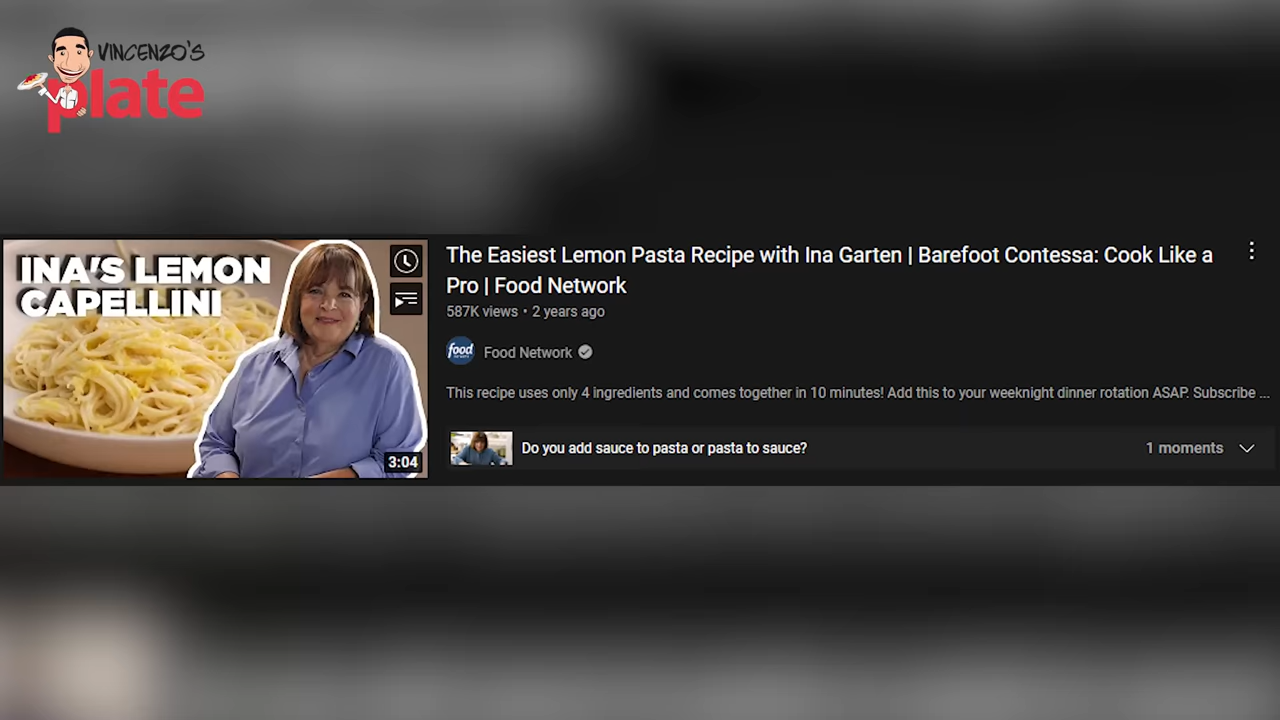 VINCENZO'S
plate
INA'S LEMON
CAPELLINI
3:04
The Easiest Lemon Pasta Recipe with Ina Garten | Barefoot Contessa: Cook Like a
Pro | Food Network
587K views • 2 years ago
food
Food Network
This recipe uses only 4 ingredients and comes together in 10 minutes! Add this to your weeknight dinner rotation ASAP. Subscribe ...
Do you add sauce to pasta or pasta to sauce?
1 moments